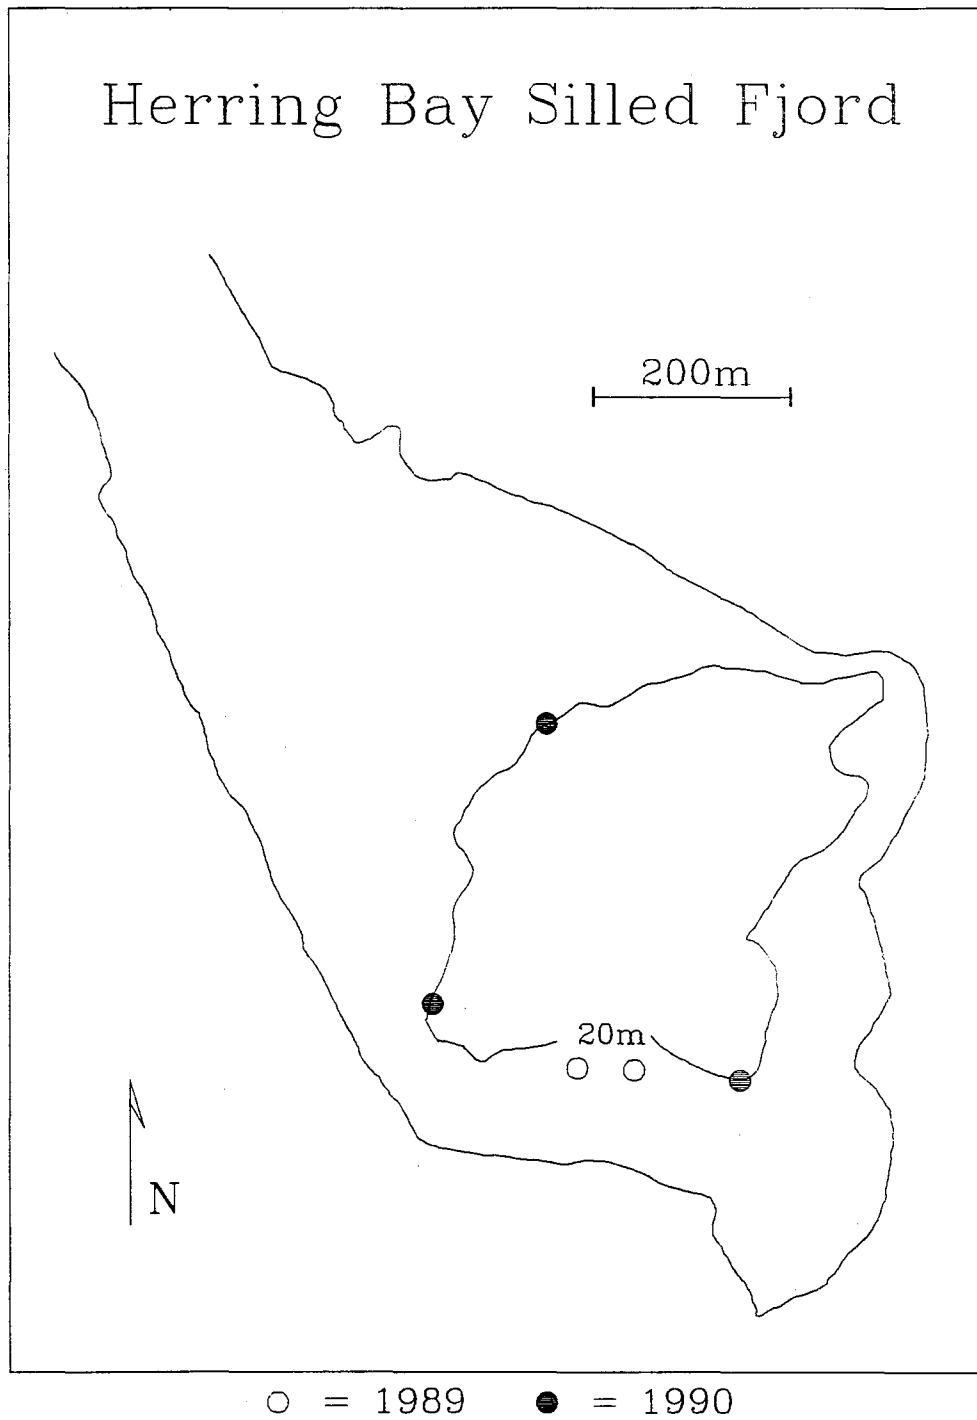 Herring Bay Silled Fjord
200m
20m
N
○ = 1989 ● = 1990